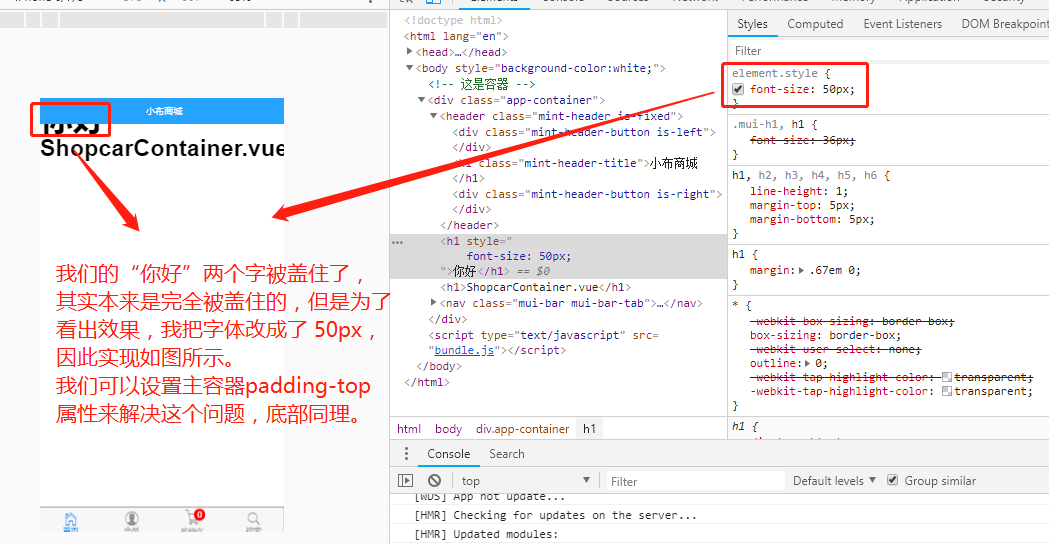 小布商城
你好
ShopcarContainer.vue
我们的“你好”两个字被盖住了，
其实本来是完全被盖住的，但是为了
看出效果，我把字体改成了 50px，
因此实现如图所示。
我们可以设置主容器padding-top
属性来解决这个问题，底部同理。
首页
0
<!doctype html>
<html lang="en">
<head>…</head>
<body style="background-color:white;">
<!-- 这是容器 -->
<div class="app-container">
<header class="mint-header is-fixed">
<div class="mint-header-button is-left">
</div>
<h1 class="mint-header-title">小布商城
</h1>
<div class="mint-header-button is-right">
</div>
</header>
<h1 style="
font-size: 50px;
">你好</h1> == $0
<h1>ShopcarContainer.vue</h1>
<nav class="mui-bar mui-bar-tab">…</nav>
</div>
<script type="text/javascript" src=
"bundle.js"></script>
</body>
</html>
html body div.app-container h1
Styles Computed Event Listeners DOM Breakpoint
Filter
element.style {
font-size: 50px;
}
.mui-h1, h1 {
font-size: 36px;
}
h1, h2, h3, h4, h5, h6 {
line-height: 1;
margin-top: 5px;
margin-bottom: 5px;
}
h1 {
margin: .67em 0;
}
* {
-webkit-box-sizing: border-box;
box-sizing: border-box;
-webkit-user-select: none;
outline: 0;
-webkit-tap-highlight-color: transparent;
-webkit-tap-highlight-color: transparent;
}
h1 {
Console Search
top Filter Default levels Group similar
[WDS] App hot update...
[HMR] Checking for updates on the server...
[HMR] Updated modules: